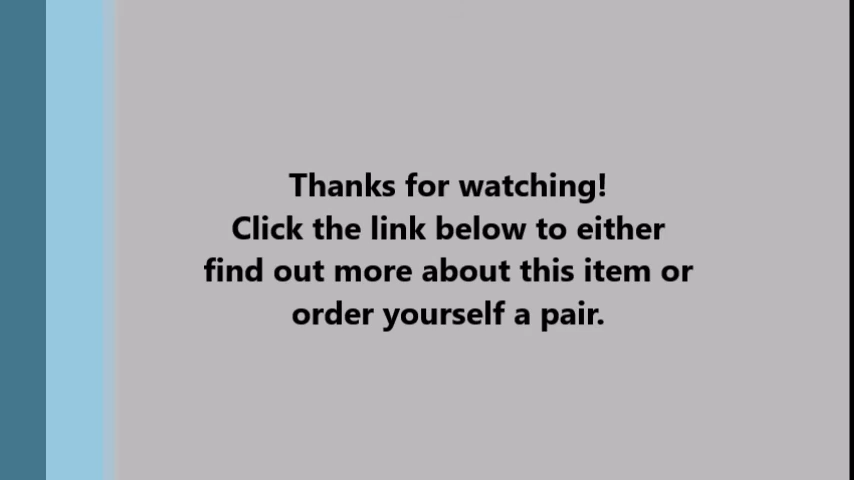 Thanks for watching!
Click the link below to either
find out more about this item or
order yourself a pair.